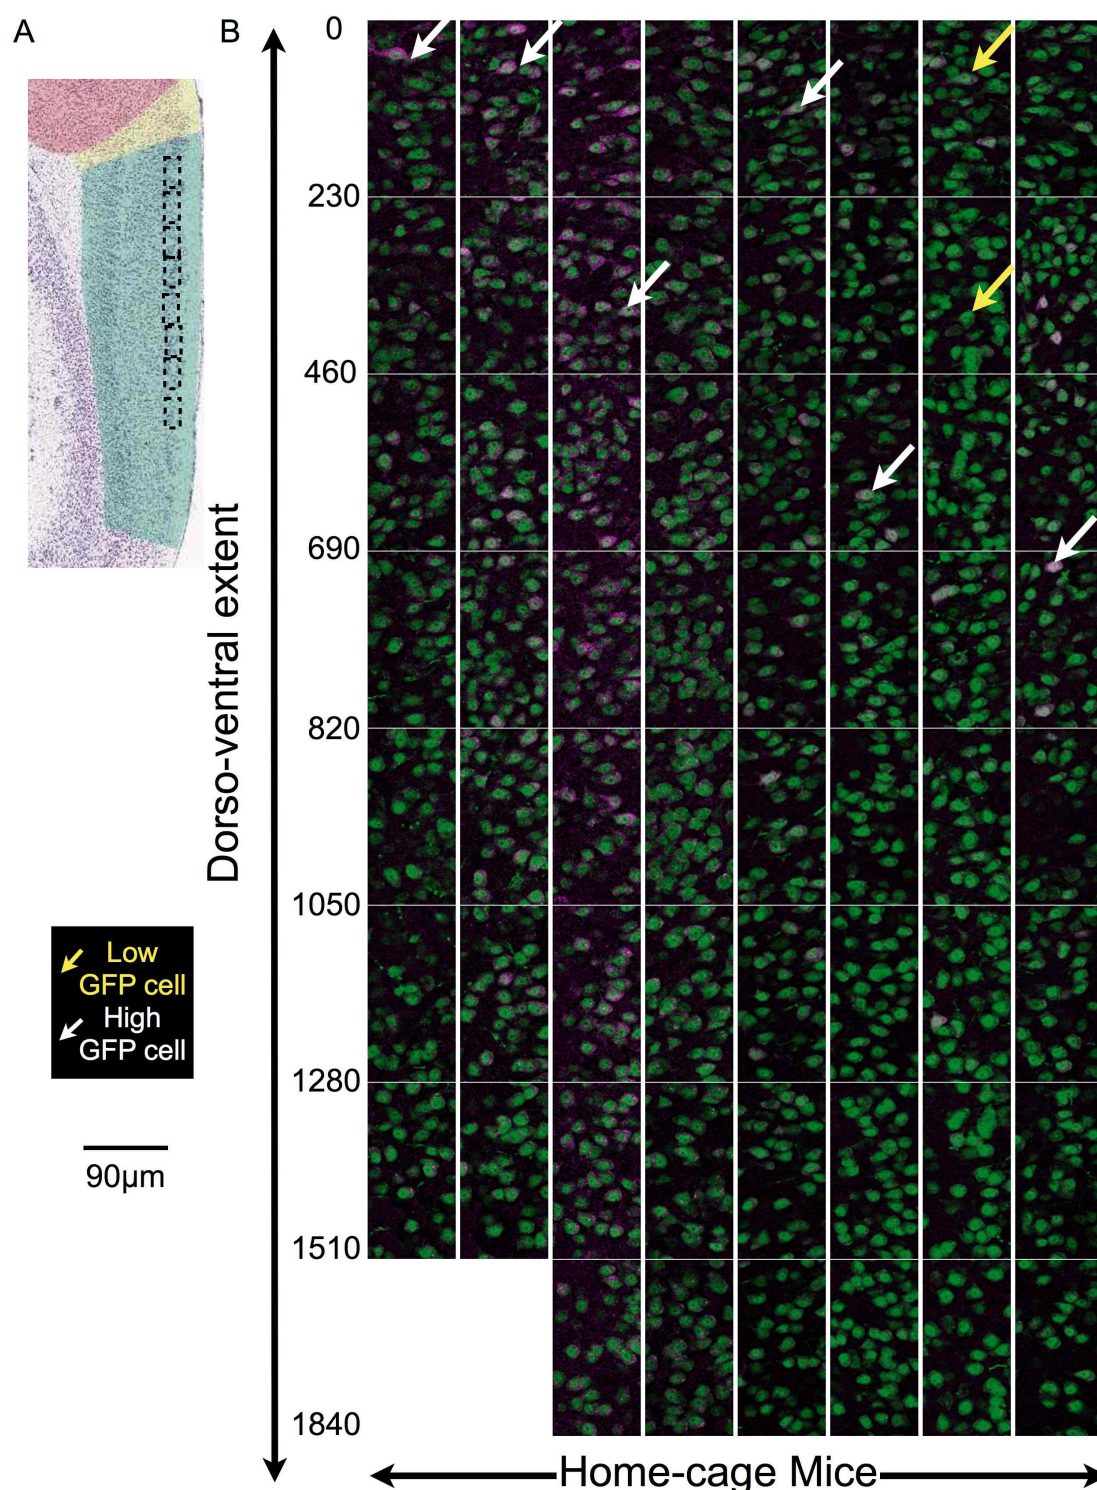 A
B
0
230
460
690
820
1050
1280
1510
1840
Dorso-ventral extent
Low
GFP cell
High
GFP cell
90µm
Home-cage Mice